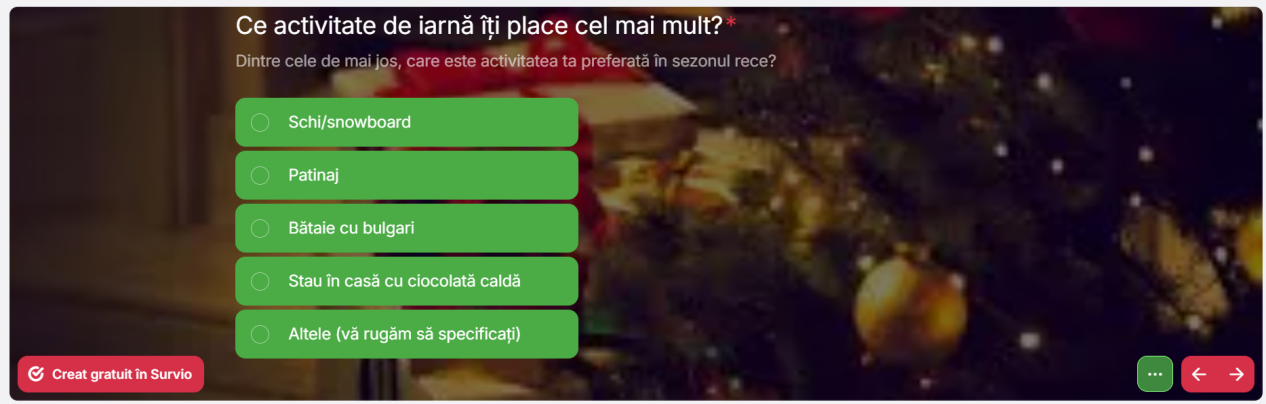 Ce activitate de iarnă îți place cel mai mult?*
Dintre cele de mai jos, care este activitatea ta preferată în sezonul rece?
Schi/snowboard
Patinaj
Bătaie cu bulgari
Stau în casă cu ciocolată caldă
Altele (vă rugăm să specificați)
Creat gratuit în Survio